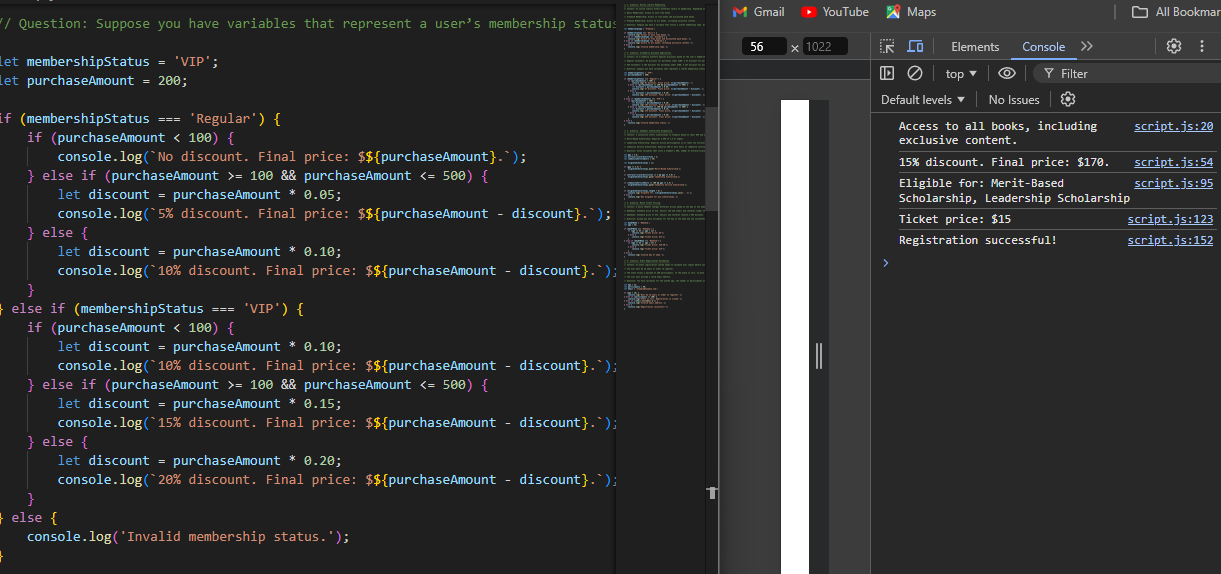 // Question: Suppose you have variables that represent a user’s membership status
let membershipStatus = 'VIP';
let purchaseAmount = 200;
if (membershipStatus === 'Regular') {
if (purchaseAmount < 100) {
console.log(`No discount. Final price: $${purchaseAmount}.`);
} else if (purchaseAmount >= 100 && purchaseAmount <= 500) {
let discount = purchaseAmount * 0.05;
console.log(`5% discount. Final price: $${purchaseAmount - discount}.`);
} else {
let discount = purchaseAmount * 0.10;
console.log(`10% discount. Final price: $${purchaseAmount - discount}.`);
}
} else if (membershipStatus === 'VIP') {
if (purchaseAmount < 100) {
let discount = purchaseAmount * 0.10;
console.log(`10% discount. Final price: $${purchaseAmount - discount}.`);
} else if (purchaseAmount >= 100 && purchaseAmount <= 500) {
let discount = purchaseAmount * 0.15;
console.log(`15% discount. Final price: $${purchaseAmount - discount}.`);
} else {
let discount = purchaseAmount * 0.20;
console.log(`20% discount. Final price: $${purchaseAmount - discount}.`);
}
} else {
console.log('Invalid membership status.');
}
Gmail YouTube Maps All Bookmar
56 × 1022
Elements Console
top Filter
Default levels No Issues
Access to all books, including script.js:20
exclusive content.
15% discount. Final price: $170. script.js:54
Eligible for: Merit-Based script.js:95
Scholarship, Leadership Scholarship
Ticket price: $15 script.js:123
Registration successful! script.js:152